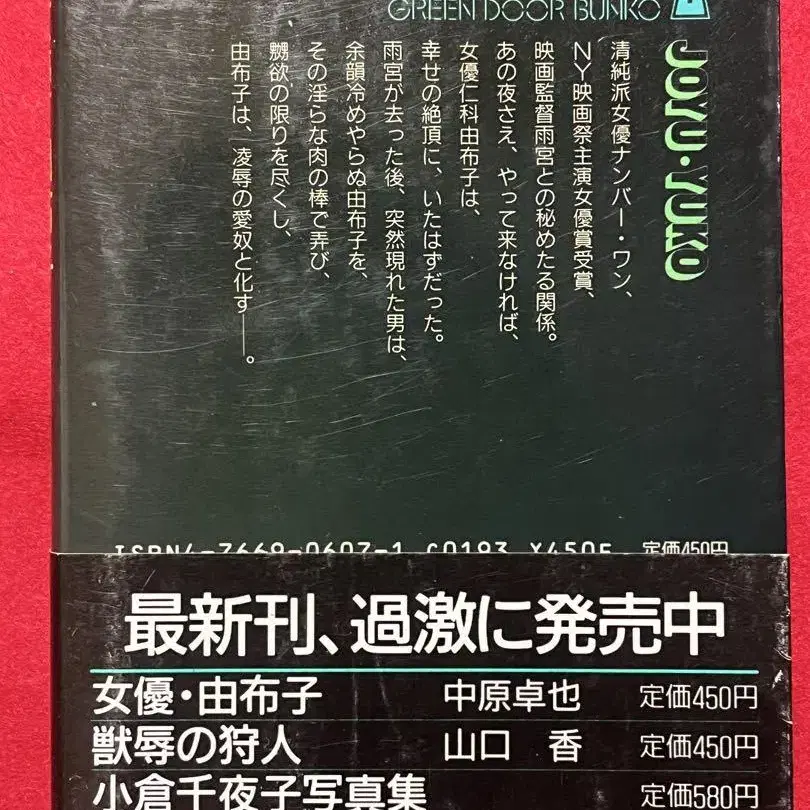 GREEN DOOR BUNKO
JOYU・YUKO
清純派女優ナンバー・ワン、
NY映画祭主演女優賞受賞、
映画監督雨宮との秘めたる関係。
あの夜さえ、やって来なければ、
女優仁科由布子は、
幸せの絶頂に、いたはずだった。
雨宮が去った後、突然現れた男は、
余韻冷めやらぬ由布子を、
その淫らな肉の棒で弄び、
嬲欲の限りを尽くし、
由布子は、凌辱の愛奴と化す――。
ISBN4-7669-0607-1 C0193 ¥450E 定価450円
最新刊、過激に発売中
女優・由布子 中原卓也 定価450円
獣辱の狩人 山口 香 定価450円
小倉千夜子写真集 定価580円